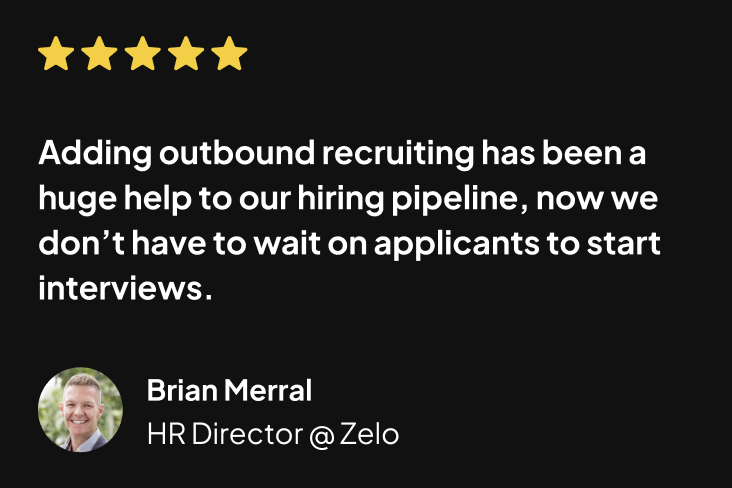 Adding outbound recruiting has been a
huge help to our hiring pipeline, now we
don’t have to wait on applicants to start
interviews.
Brian Merral
HR Director @ Zelo